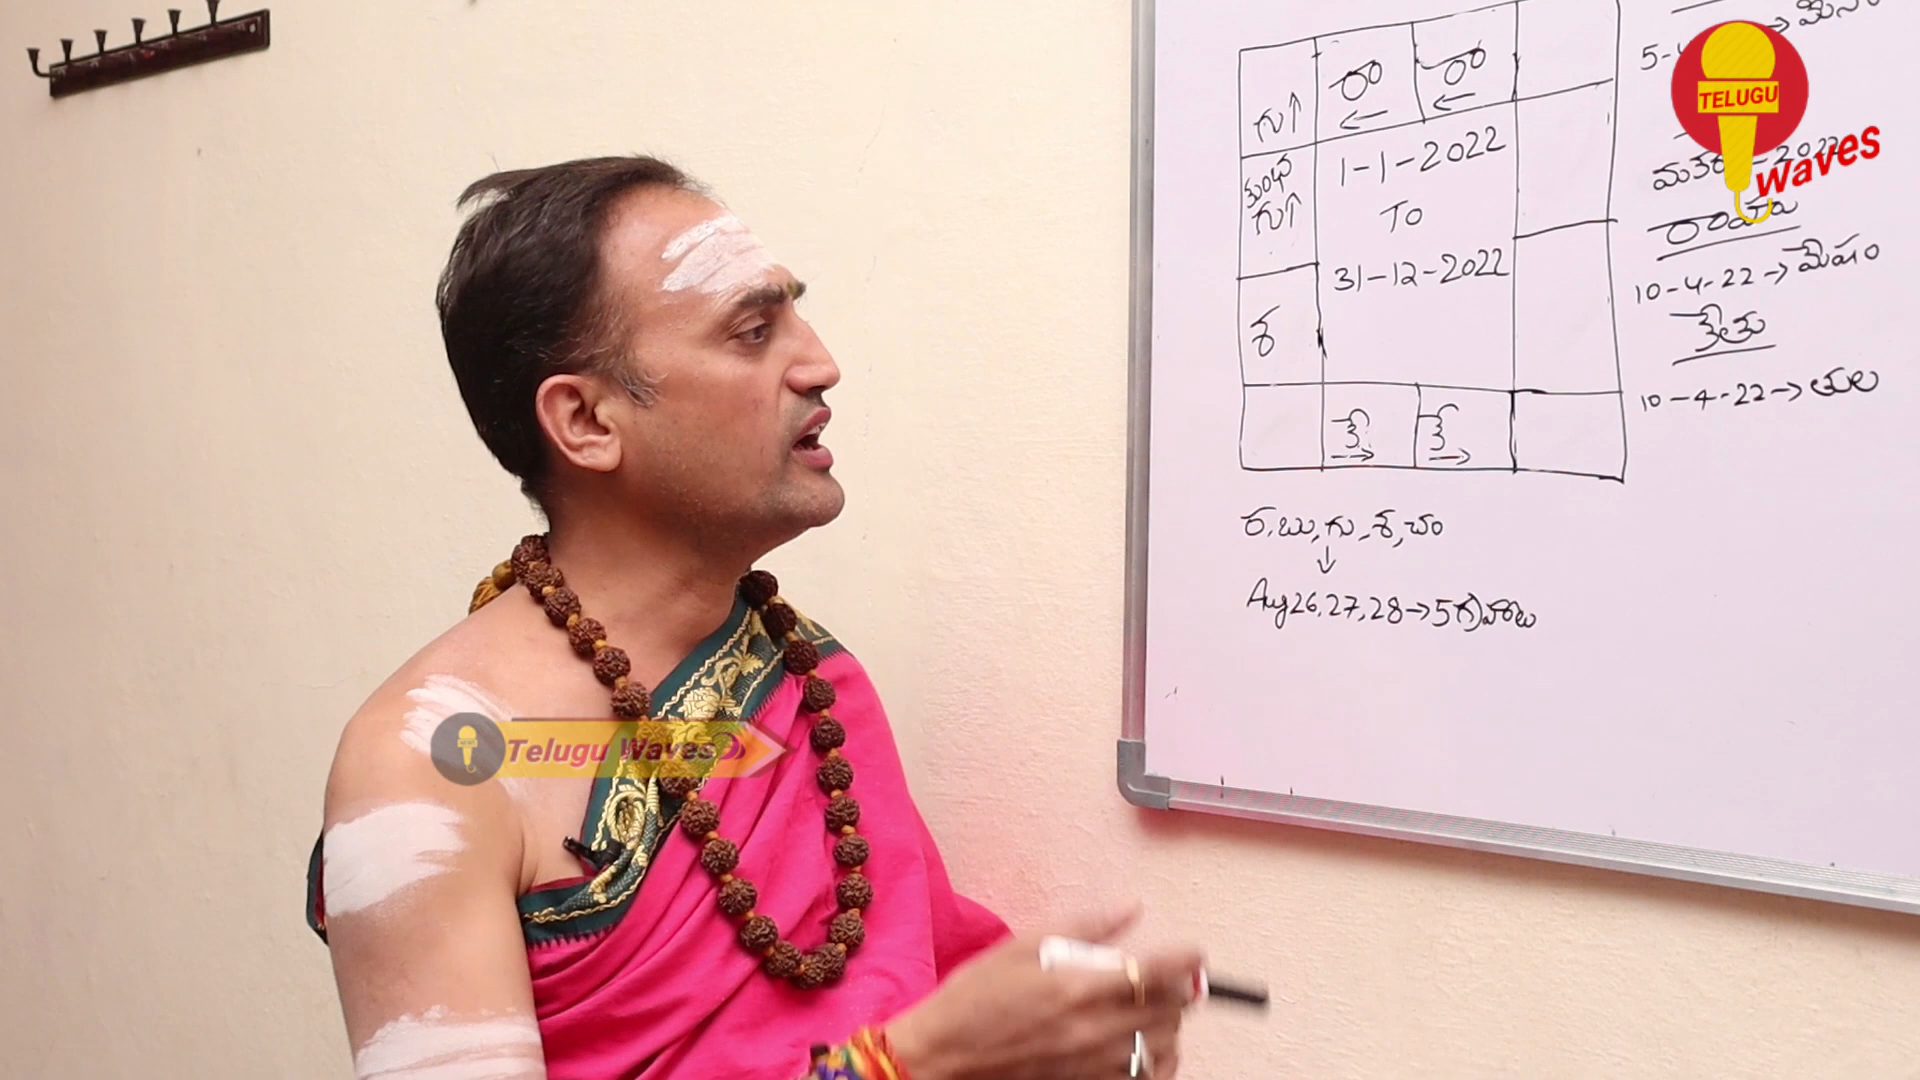 గు↑
రా
←
రా
←
కుంభ
గు↑
1-1-2022
TO
31-12-2022
శ
కే
→
కే
→
ర, బు, గు, శ, చం
↓
Aug 26, 27, 28 → 5 గ్రహాలు
5-4
రాహువు
10-4-22 → మేషం
కేతు
10-4-22 → తుల
TELUGU
Waves
Telugu Waves